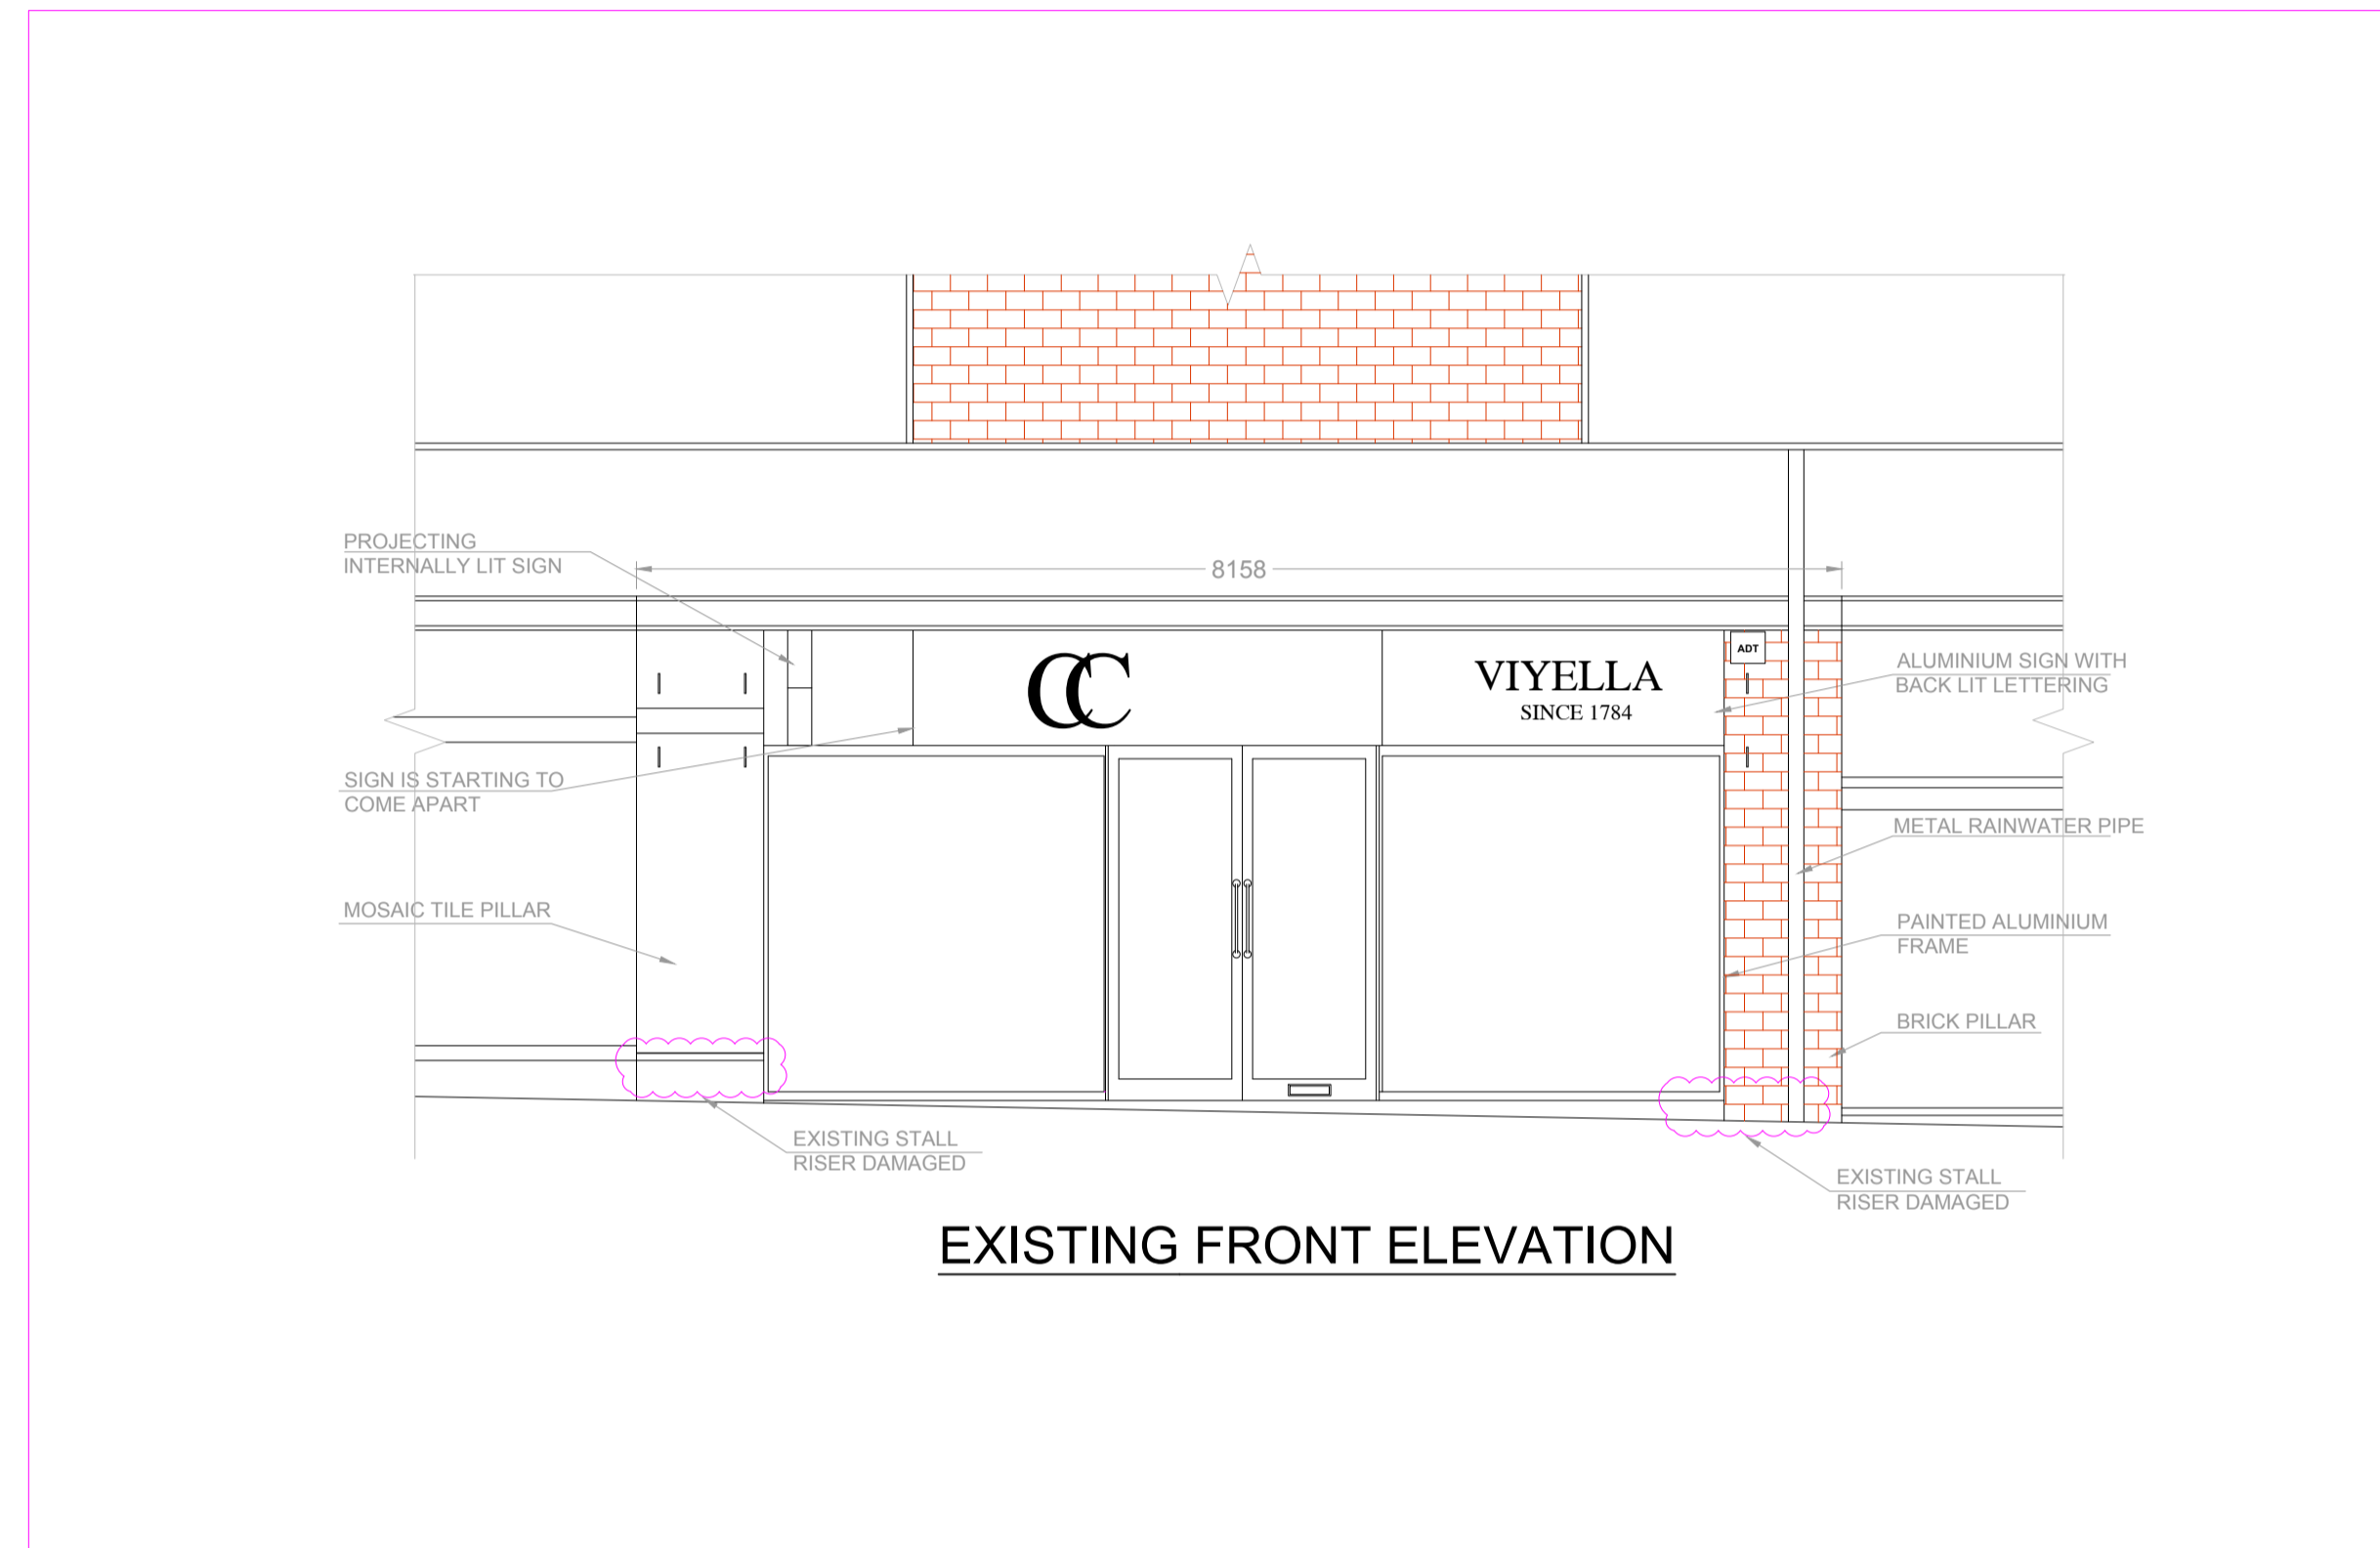 PROJECTING
INTERNALLY LIT SIGN
8158
CC
VIYELLA
SINCE 1784
ADT
ALUMINIUM SIGN WITH
BACK LIT LETTERING
SIGN IS STARTING TO
COME APART
METAL RAINWATER PIPE
MOSAIC TILE PILLAR
PAINTED ALUMINIUM
FRAME
BRICK PILLAR
EXISTING STALL
RISER DAMAGED
EXISTING STALL
RISER DAMAGED
EXISTING FRONT ELEVATION